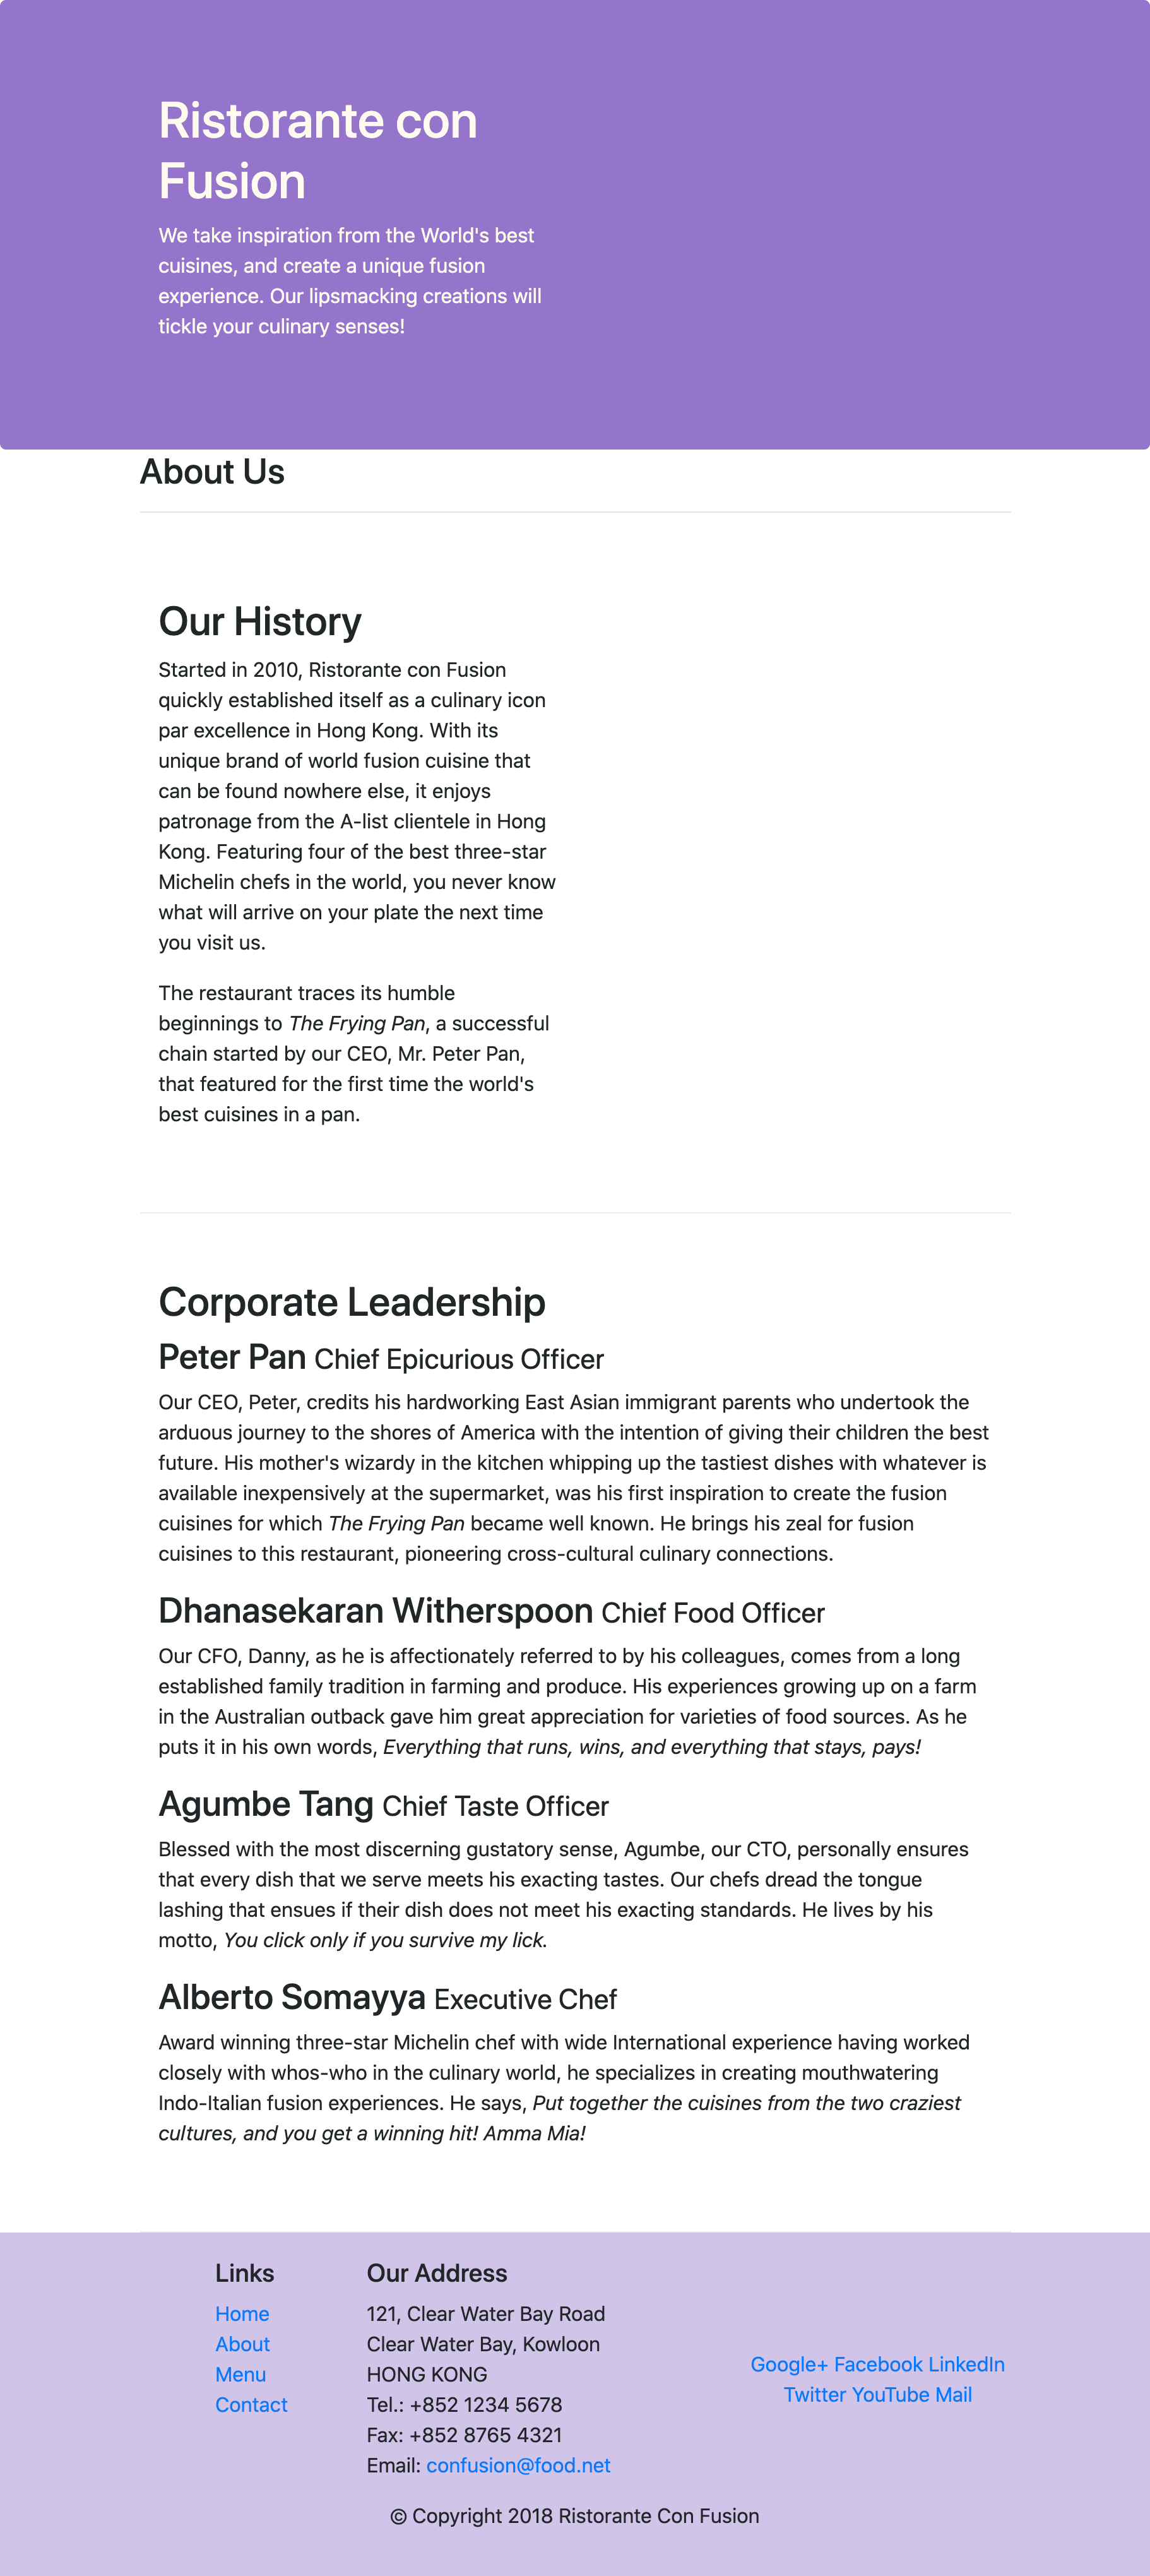 Ristorante con
Fusion
We take inspiration from the World's best
cuisines, and create a unique fusion
experience. Our lipsmacking creations will
tickle your culinary senses!
About Us
Our History
Started in 2010, Ristorante con Fusion
quickly established itself as a culinary icon
par excellence in Hong Kong. With its
unique brand of world fusion cuisine that
can be found nowhere else, it enjoys
patronage from the A-list clientele in Hong
Kong. Featuring four of the best three-star
Michelin chefs in the world, you never know
what will arrive on your plate the next time
you visit us.
The restaurant traces its humble
beginnings to The Frying Pan, a successful
chain started by our CEO, Mr. Peter Pan,
that featured for the first time the world's
best cuisines in a pan.
Corporate Leadership
Peter Pan Chief Epicurious Officer
Our CEO, Peter, credits his hardworking East Asian immigrant parents who undertook the
arduous journey to the shores of America with the intention of giving their children the best
future. His mother's wizardy in the kitchen whipping up the tastiest dishes with whatever is
available inexpensively at the supermarket, was his first inspiration to create the fusion
cuisines for which The Frying Pan became well known. He brings his zeal for fusion
cuisines to this restaurant, pioneering cross-cultural culinary connections.
Dhanasekaran Witherspoon Chief Food Officer
Our CFO, Danny, as he is affectionately referred to by his colleagues, comes from a long
established family tradition in farming and produce. His experiences growing up on a farm
in the Australian outback gave him great appreciation for varieties of food sources. As he
puts it in his own words, Everything that runs, wins, and everything that stays, pays!
Agumbe Tang Chief Taste Officer
Blessed with the most discerning gustatory sense, Agumbe, our CTO, personally ensures
that every dish that we serve meets his exacting tastes. Our chefs dread the tongue
lashing that ensues if their dish does not meet his exacting standards. He lives by his
motto, You click only if you survive my lick.
Alberto Somayya Executive Chef
Award winning three-star Michelin chef with wide International experience having worked
closely with whos-who in the culinary world, he specializes in creating mouthwatering
Indo-Italian fusion experiences. He says, Put together the cuisines from the two craziest
cultures, and you get a winning hit! Amma Mia!
Links
Home
About
Menu
Contact
Our Address
121, Clear Water Bay Road
Clear Water Bay, Kowloon
HONG KONG
Tel.: +852 1234 5678
Fax: +852 8765 4321
Email: confusion@food.net
Google+ Facebook LinkedIn
Twitter YouTube Mail
© Copyright 2018 Ristorante Con Fusion